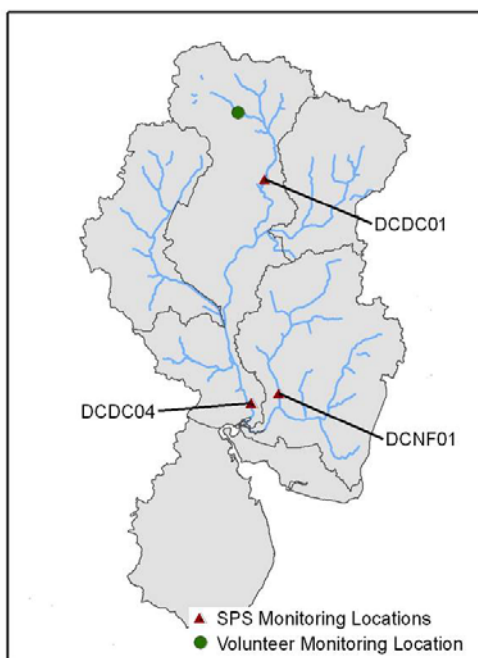 DCDC01
DCDC04
DCNF01
SPS Monitoring Locations
Volunteer Monitoring Location